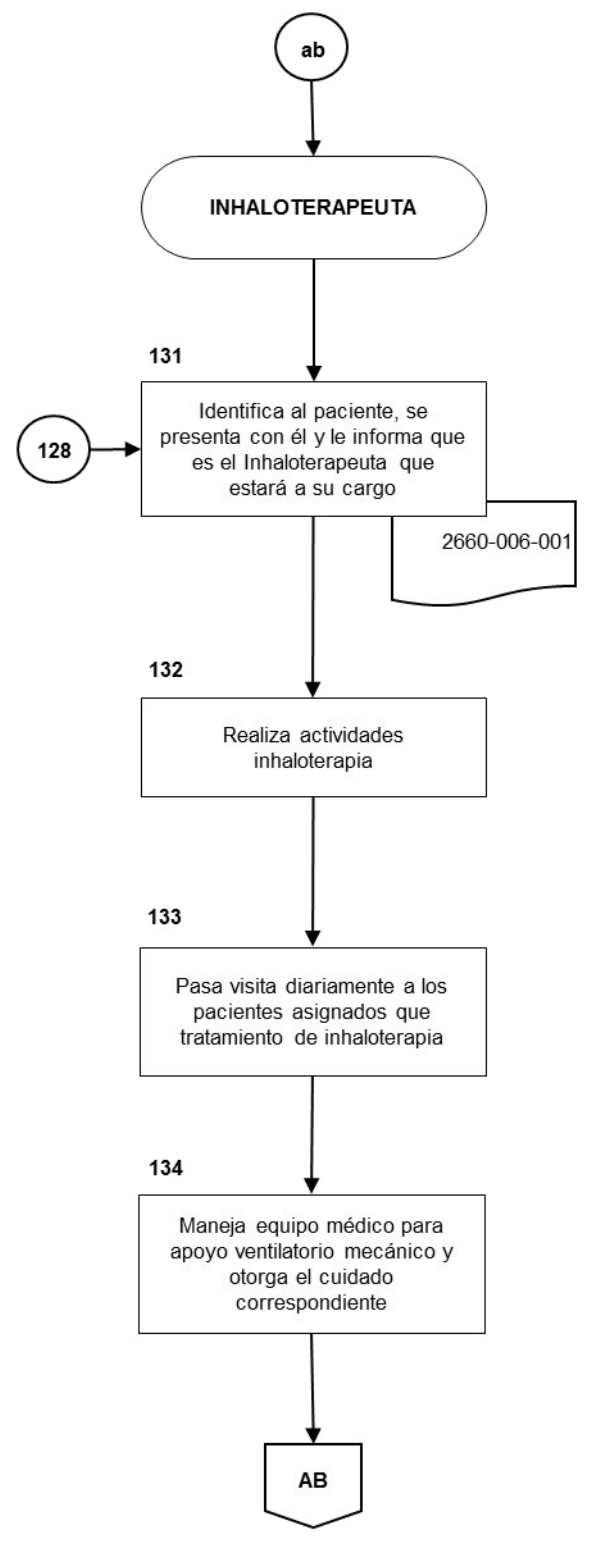 ab
INHALOTERAPEUTA
131
Identifica al paciente, se
presenta con él y le informa que
es el Inhaloterapeuta que
estará a su cargo
128
2660-006-001
132
Realiza actividades
inhaloterapia
133
Pasa visita diariamente a los
pacientes asignados que
tratamiento de inhaloterapia
134
Maneja equipo médico para
apoyo ventilatorio mecánico y
otorga el cuidado
correspondiente
AB